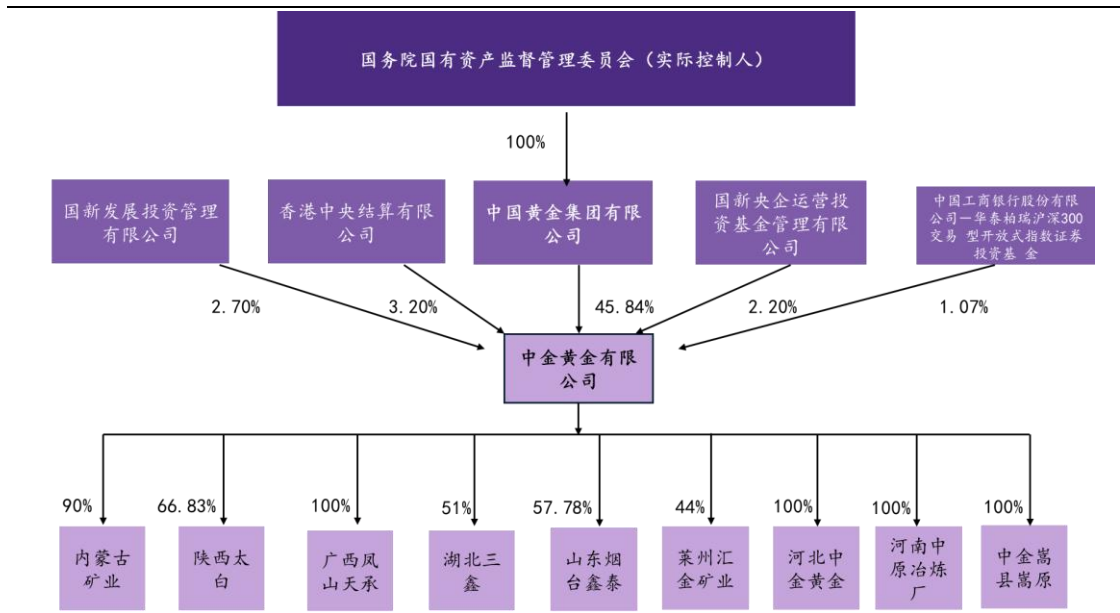 国务院国有资产监督管理委员会（实际控制人）
100%
国新发展投资管理
有限公司
香港中央结算有限
公司
中国黄金集团有限
公司
国新央企运营投
资基金管理有限
公司
中国工商银行股份有限
公司－华泰柏瑞沪深300
交易 型开放式指数证券
投资基 金
2.70%
3.20%
45.84%
2.20%
1.07%
中金黄金有限
公司
90%
66.83%
100%
51%
57.78%
44%
100%
100%
100%
内蒙古
矿业
陕西太
白
广西凤
山天承
湖北三
鑫
山东烟
台鑫泰
莱州汇
金矿业
河北中
金黄金
河南中
原冶炼
厂
中金嵩
县嵩原